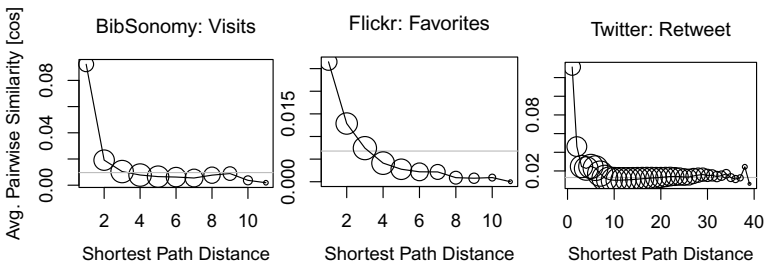 BibSonomy: Visits
Flickr: Favorites
Twitter: Retweet
Avg. Pairwise Similarity [cos]
0.00 0.04 0.08
2 4 6 8 10
Shortest Path Distance
0.000 0.015
2 4 6 8 10
Shortest Path Distance
0.02 0.08
0 10 20 30 40
Shortest Path Distance